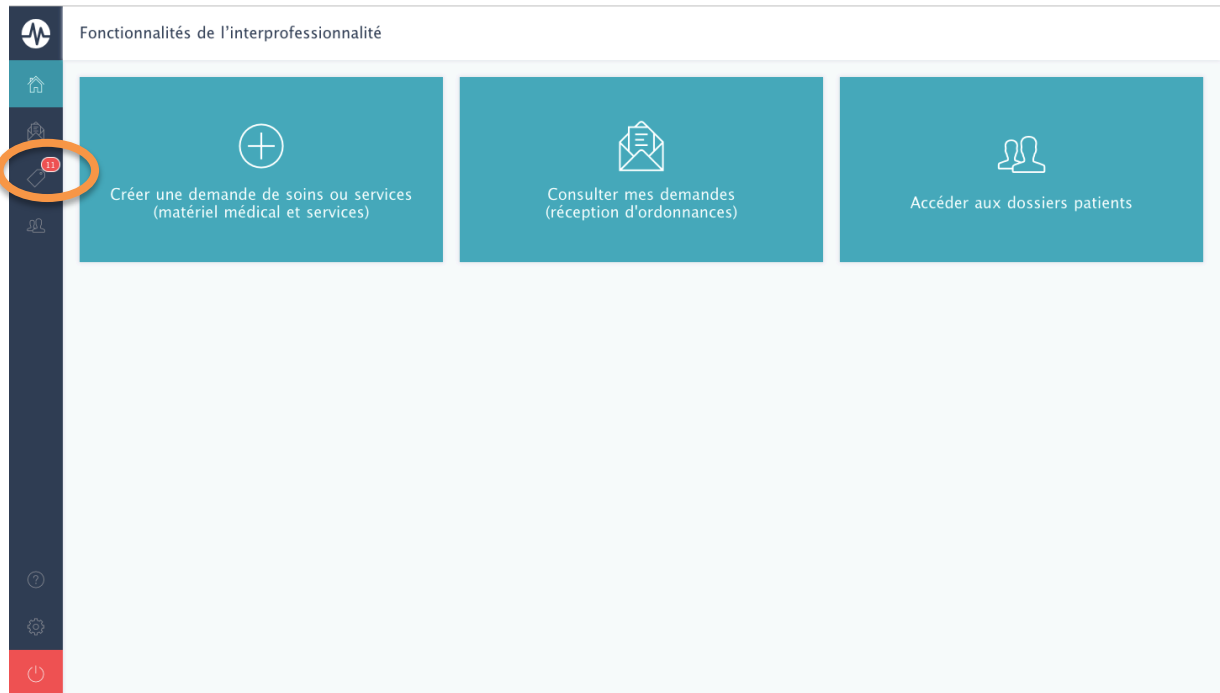 Fonctionnalités de l’interprofessionnalité
11
Créer une demande de soins ou services
(matériel médical et services)
Consulter mes demandes
(réception d'ordonnances)
Accéder aux dossiers patients
?